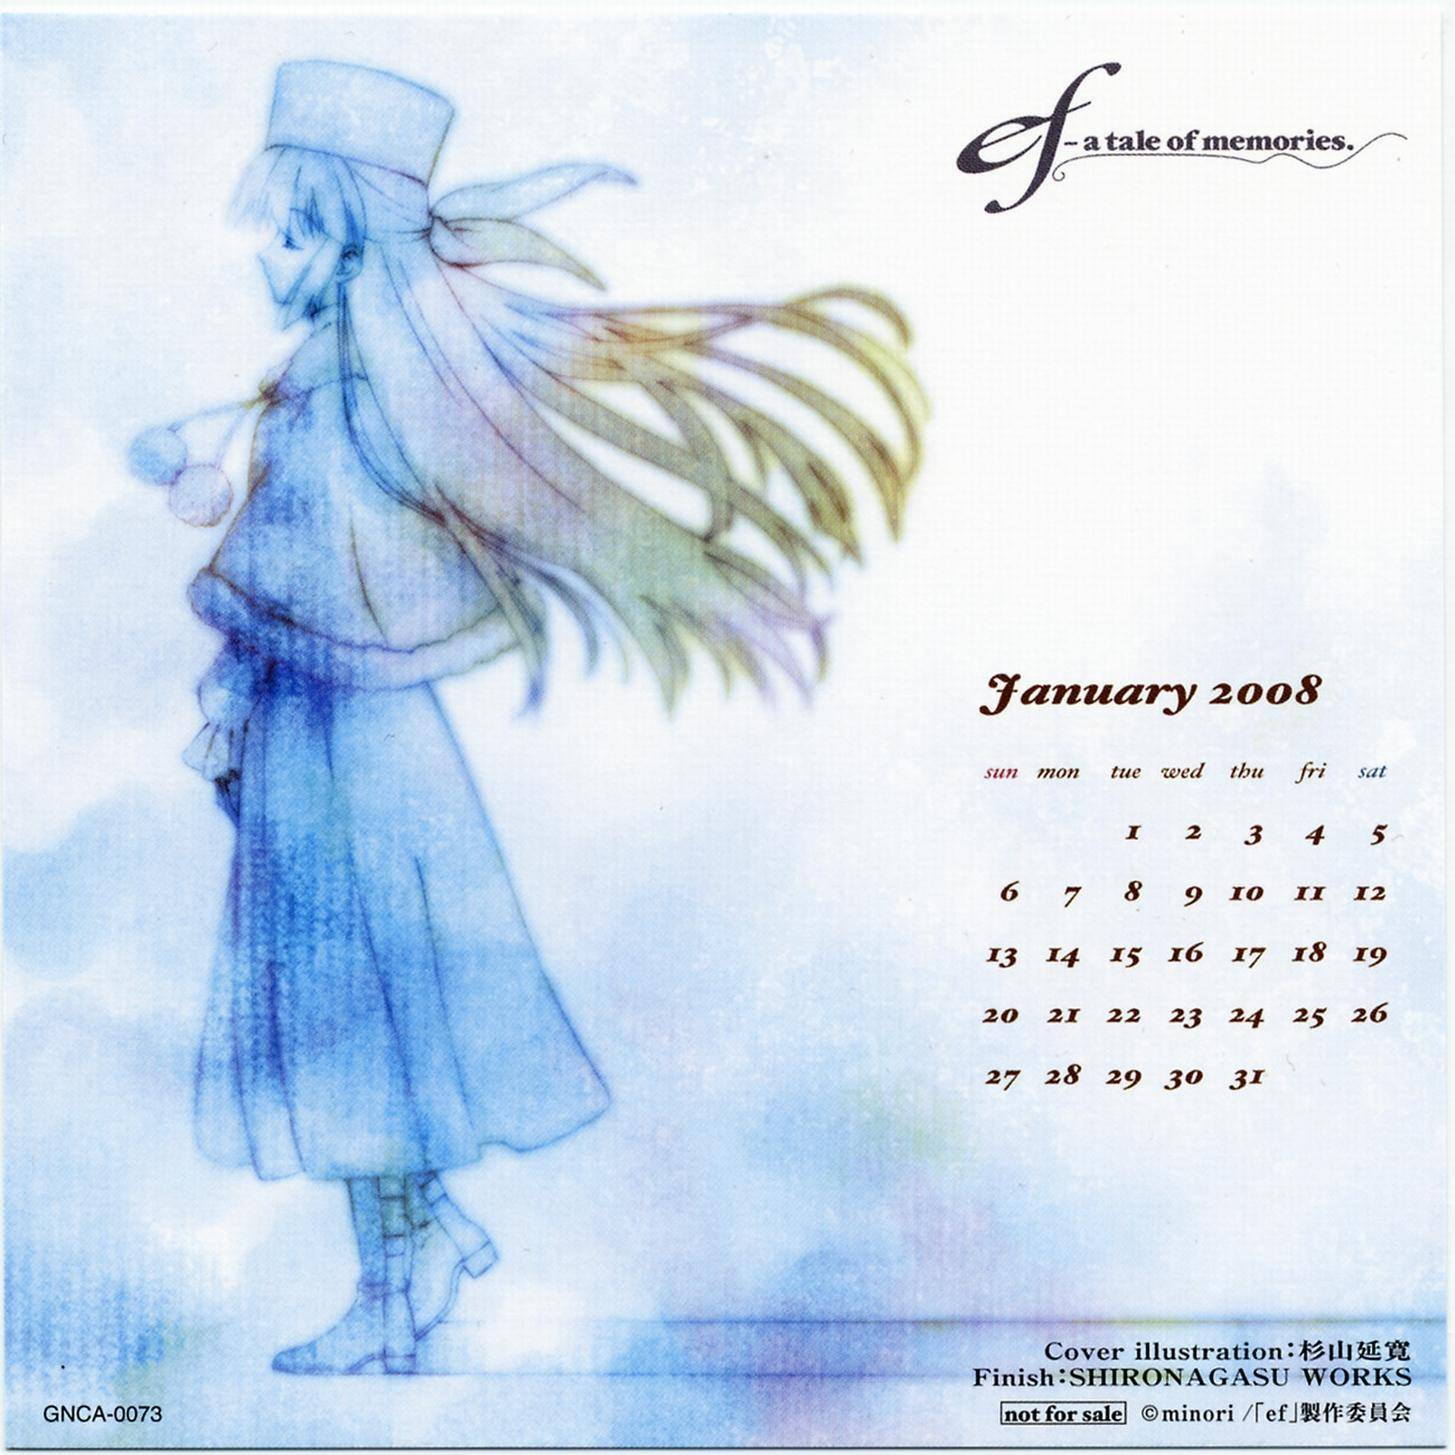 ef - a tale of memories.
January 2008
sun mon tue wed thu fri sat
1 2 3 4 5
6 7 8 9 10 11 12
13 14 15 16 17 18 19
20 21 22 23 24 25 26
27 28 29 30 31
Cover illustration:杉山延寛
Finish:SHIRONAGASU WORKS
GNCA-0073
not for sale ©minori /「ef」製作委員会